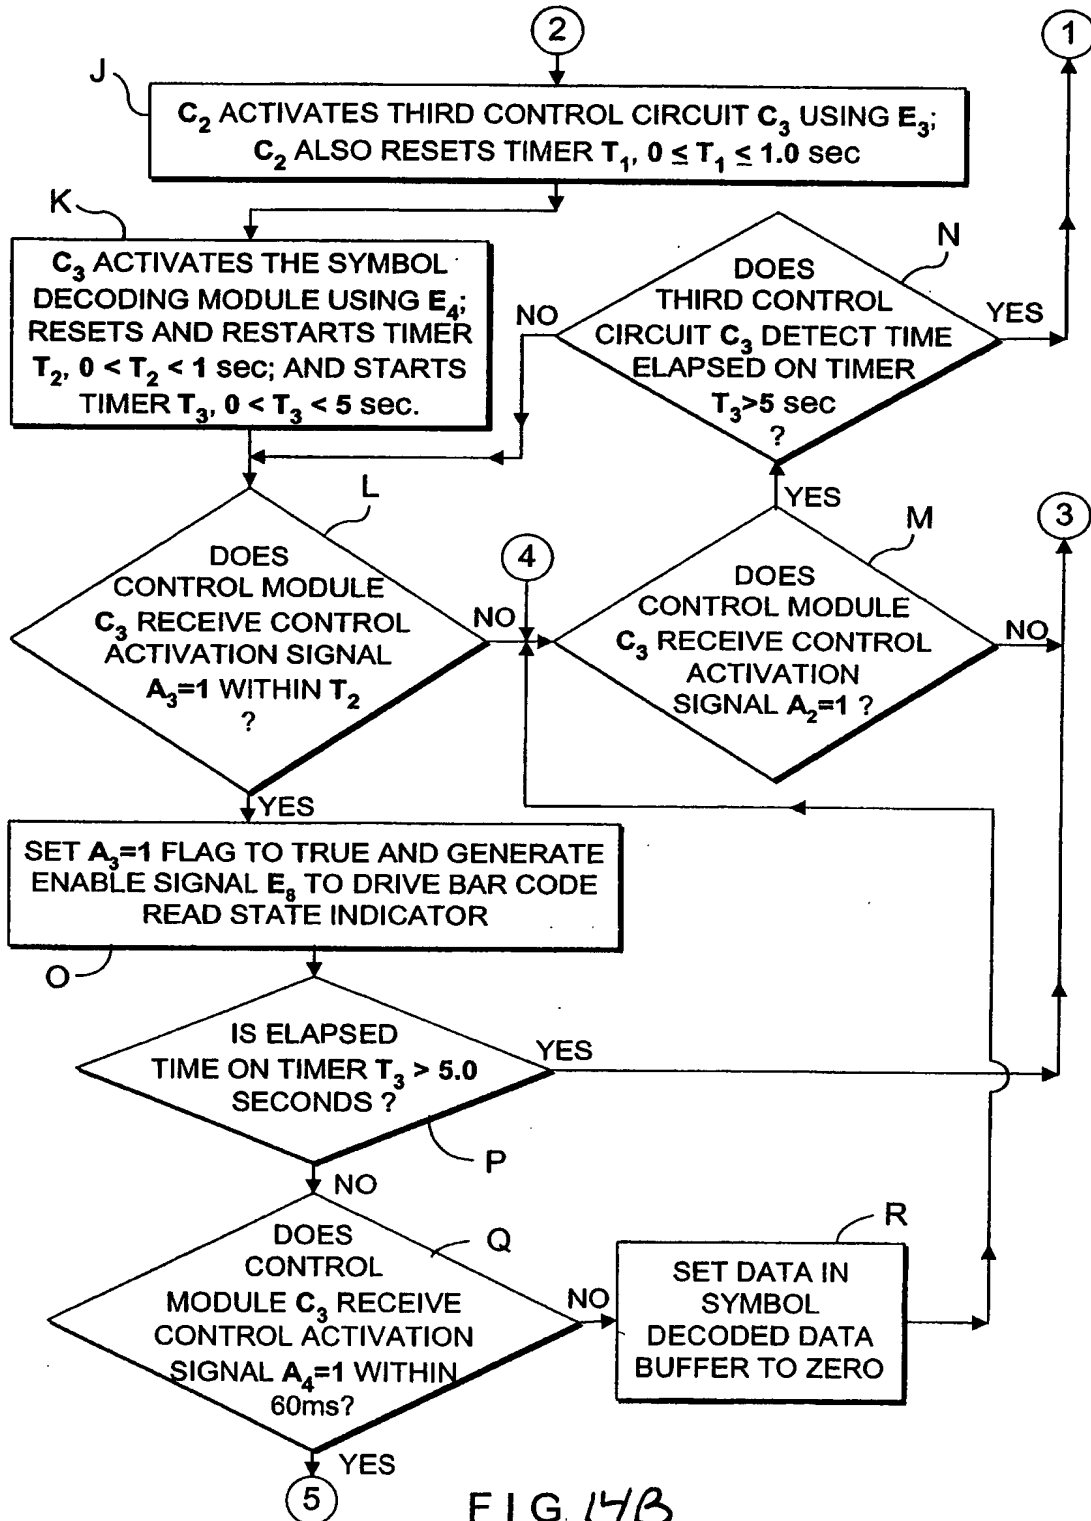 2
1
J
C₂ ACTIVATES THIRD CONTROL CIRCUIT C₃ USING E₃;
C₂ ALSO RESETS TIMER T₁, 0 ≤ T₁ ≤ 1.0 sec
K
C₃ ACTIVATES THE SYMBOL
DECODING MODULE USING E₄;
RESETS AND RESTARTS TIMER
T₂, 0 < T₂ < 1 sec; AND STARTS
TIMER T₃, 0 < T₃ < 5 sec.
N
DOES
THIRD CONTROL
CIRCUIT C₃ DETECT TIME
ELAPSED ON TIMER
T₃>5 sec
?
NO
YES
YES
L
DOES
CONTROL MODULE
C₃ RECEIVE CONTROL
ACTIVATION SIGNAL
A₃=1 WITHIN T₂
?
NO
YES
4
M
DOES
CONTROL MODULE
C₃ RECEIVE CONTROL
ACTIVATION
SIGNAL A₂=1 ?
NO
3
SET A₃=1 FLAG TO TRUE AND GENERATE
ENABLE SIGNAL E₈ TO DRIVE BAR CODE
READ STATE INDICATOR
O
IS ELAPSED
TIME ON TIMER T₃ > 5.0
SECONDS ?
YES
P
NO
DOES
CONTROL
MODULE C₃ RECEIVE
CONTROL ACTIVATION
SIGNAL A₄=1 WITHIN
60ms?
Q
NO
R
SET DATA IN
SYMBOL
DECODED DATA
BUFFER TO ZERO
YES
5
FIG. 14B